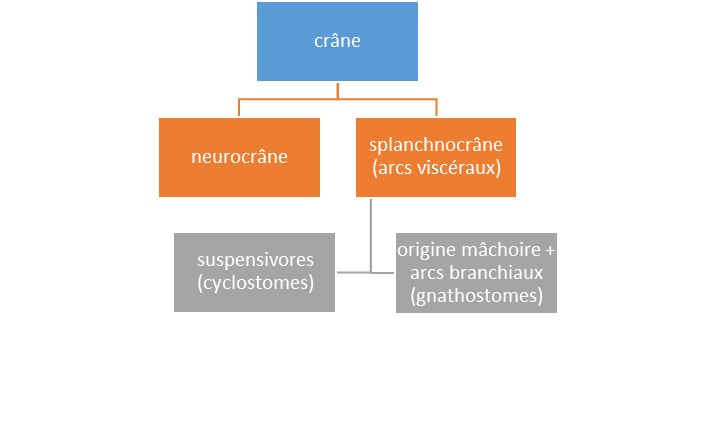 crâne
neurocrâne
splanchnocrâne
(arcs viscéraux)
suspensivores
(cyclostomes)
origine mâchoire +
arcs branchiaux
(gnathostomes)